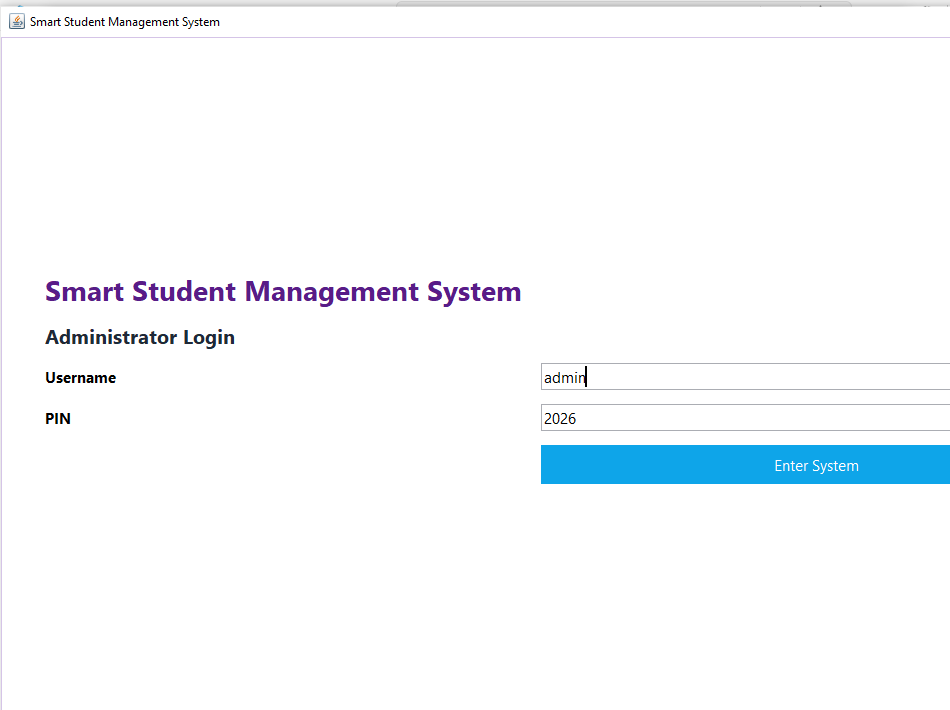 Smart Student Management System
Smart Student Management System
Administrator Login
Username
admin
PIN
2026
Enter System